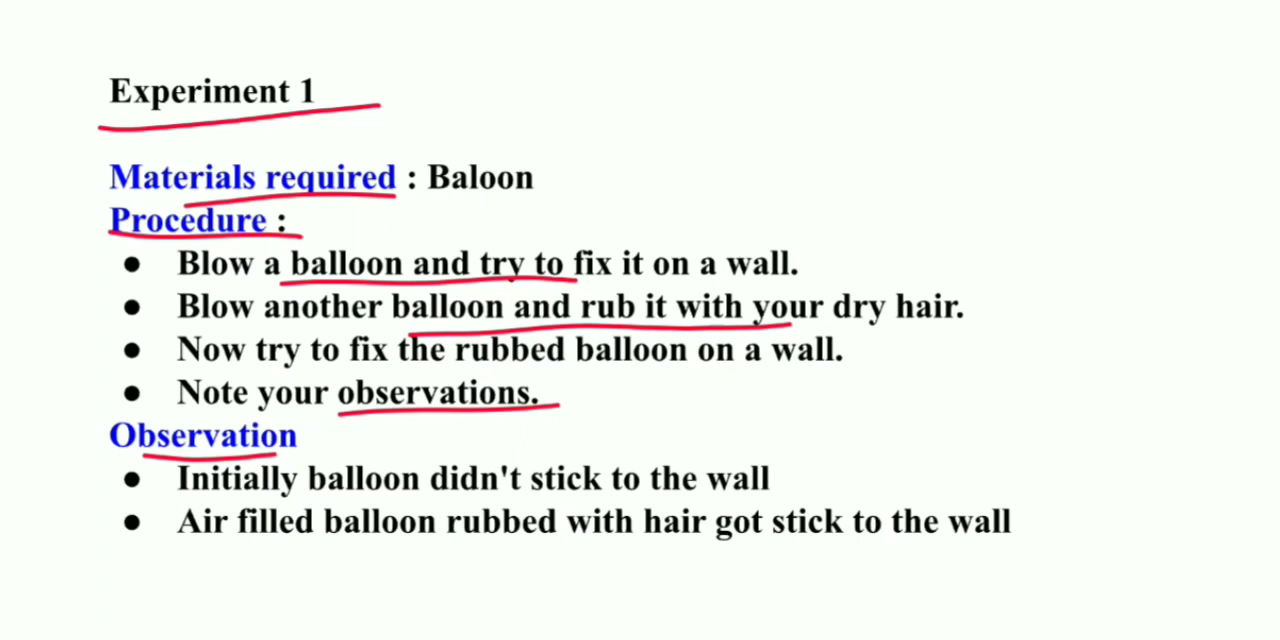 Experiment 1
Materials required : Baloon
Procedure :
● Blow a balloon and try to fix it on a wall.
● Blow another balloon and rub it with your dry hair.
● Now try to fix the rubbed balloon on a wall.
● Note your observations.
Observation
● Initially balloon didn't stick to the wall
● Air filled balloon rubbed with hair got stick to the wall